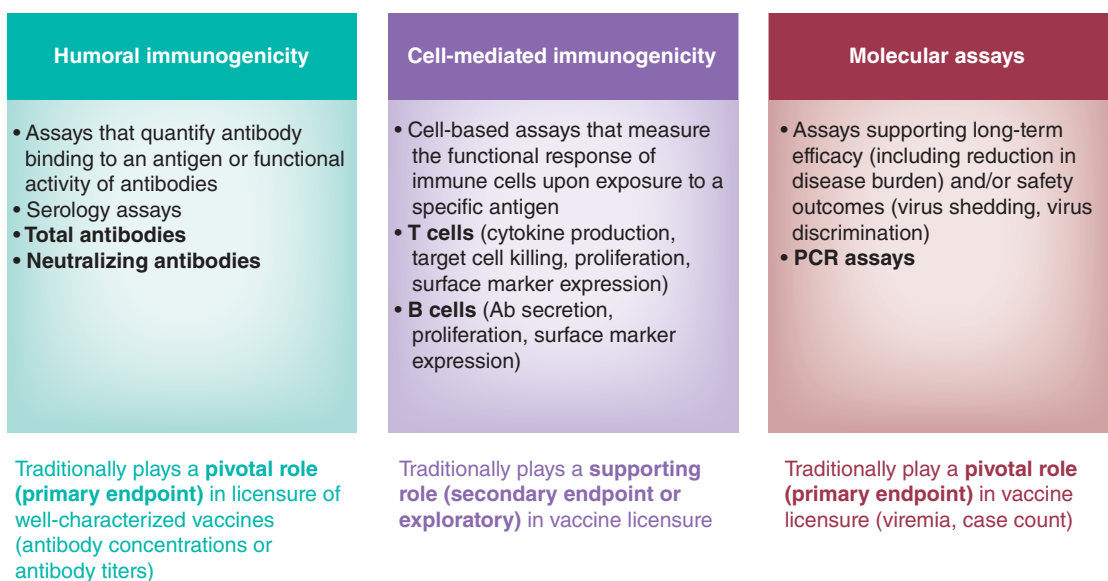 Humoral immunogenicity
• Assays that quantify antibody
binding to an antigen or functional
activity of antibodies
• Serology assays
• Total antibodies
• Neutralizing antibodies
Traditionally plays a pivotal role
(primary endpoint) in licensure of
well-characterized vaccines
(antibody concentrations or
antibody titers)
Cell-mediated immunogenicity
• Cell-based assays that measure
the functional response of
immune cells upon exposure to a
specific antigen
• T cells (cytokine production,
target cell killing, proliferation,
surface marker expression)
• B cells (Ab secretion,
proliferation, surface marker
expression)
Traditionally plays a supporting
role (secondary endpoint or
exploratory) in vaccine licensure
Molecular assays
• Assays supporting long-term
efficacy (including reduction in
disease burden) and/or safety
outcomes (virus shedding, virus
discrimination)
• PCR assays
Traditionally play a pivotal role
(primary endpoint) in vaccine
licensure (viremia, case count)